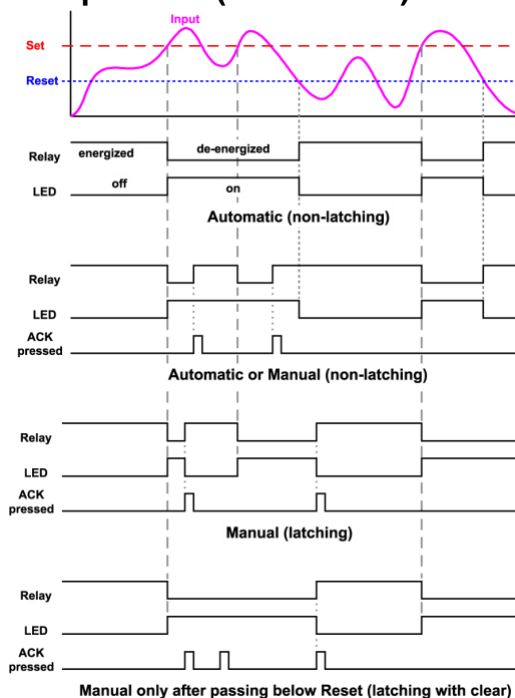 Input
Set
Reset
Relay energized de-energized
LED off on
Automatic (non-latching)
Relay
LED
ACK
pressed
Automatic or Manual (non-latching)
Relay
LED
ACK
pressed
Manual (latching)
Relay
LED
ACK
pressed
Manual only after passing below Reset (latching with clear)